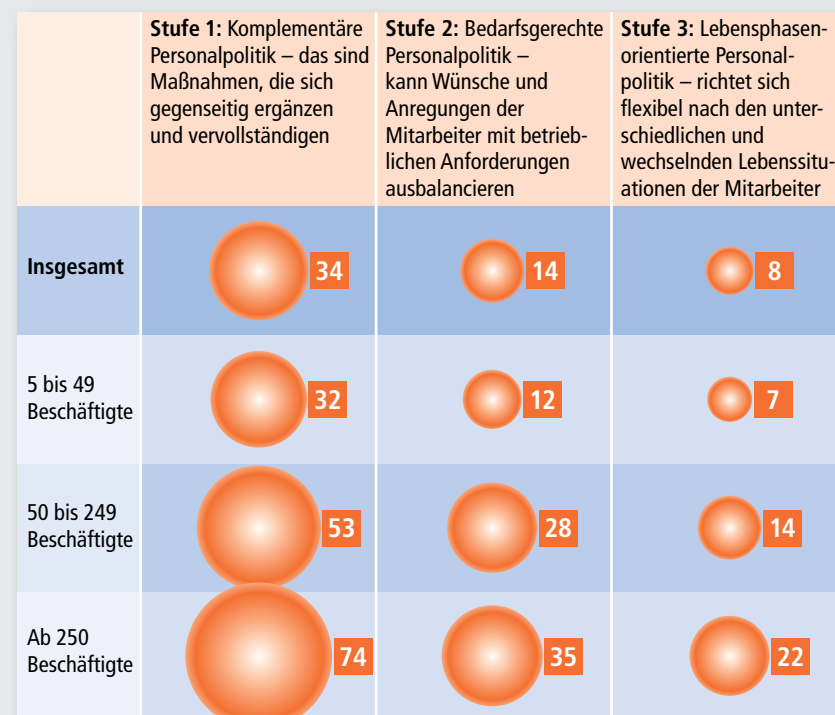 Stufe 1: Komplementäre
Personalpolitik – das sind
Maßnahmen, die sich
gegenseitig ergänzen
und vervollständigen
Stufe 2: Bedarfsgerechte
Personalpolitik –
kann Wünsche und
Anregungen der
Mitarbeiter mit betrieb-
lichen Anforderungen
ausbalancieren
Stufe 3: Lebensphasen-
orientierte Personal-
politik – richtet sich
flexibel nach den unter-
schiedlichen und
wechselnden Lebenssitu-
ationen der Mitarbeiter
Insgesamt
34
14
8
5 bis 49
Beschäftigte
32
12
7
50 bis 249
Beschäftigte
53
28
14
Ab 250
Beschäftigte
74
35
22